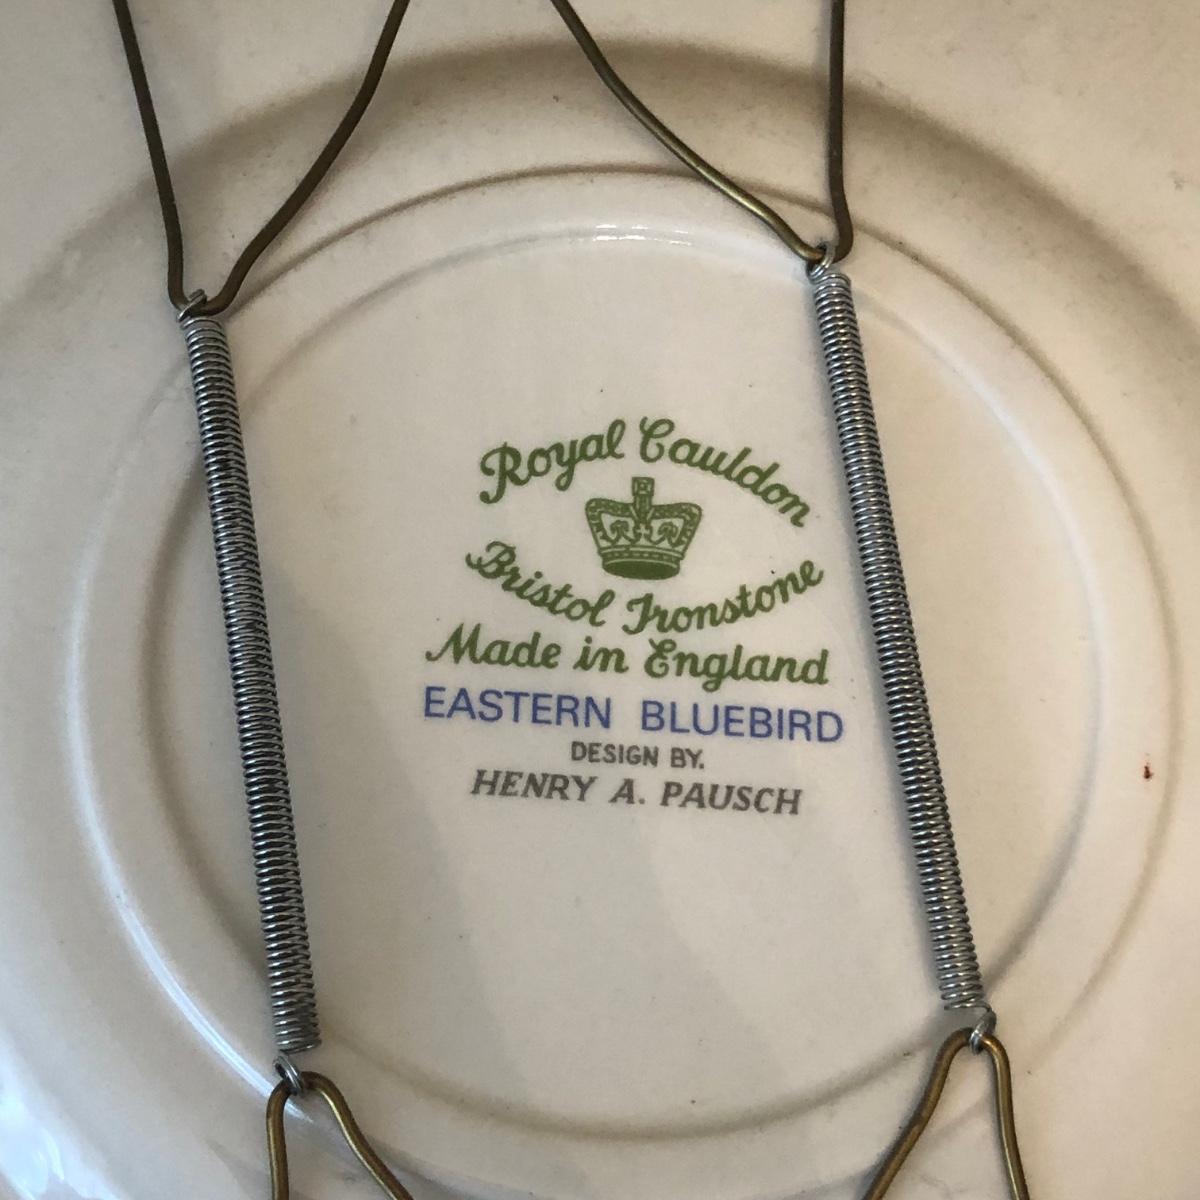 Royal Cauldon
Bristol Ironstone
Made in England
EASTERN BLUEBIRD
DESIGN BY.
HENRY A. PAUSCH